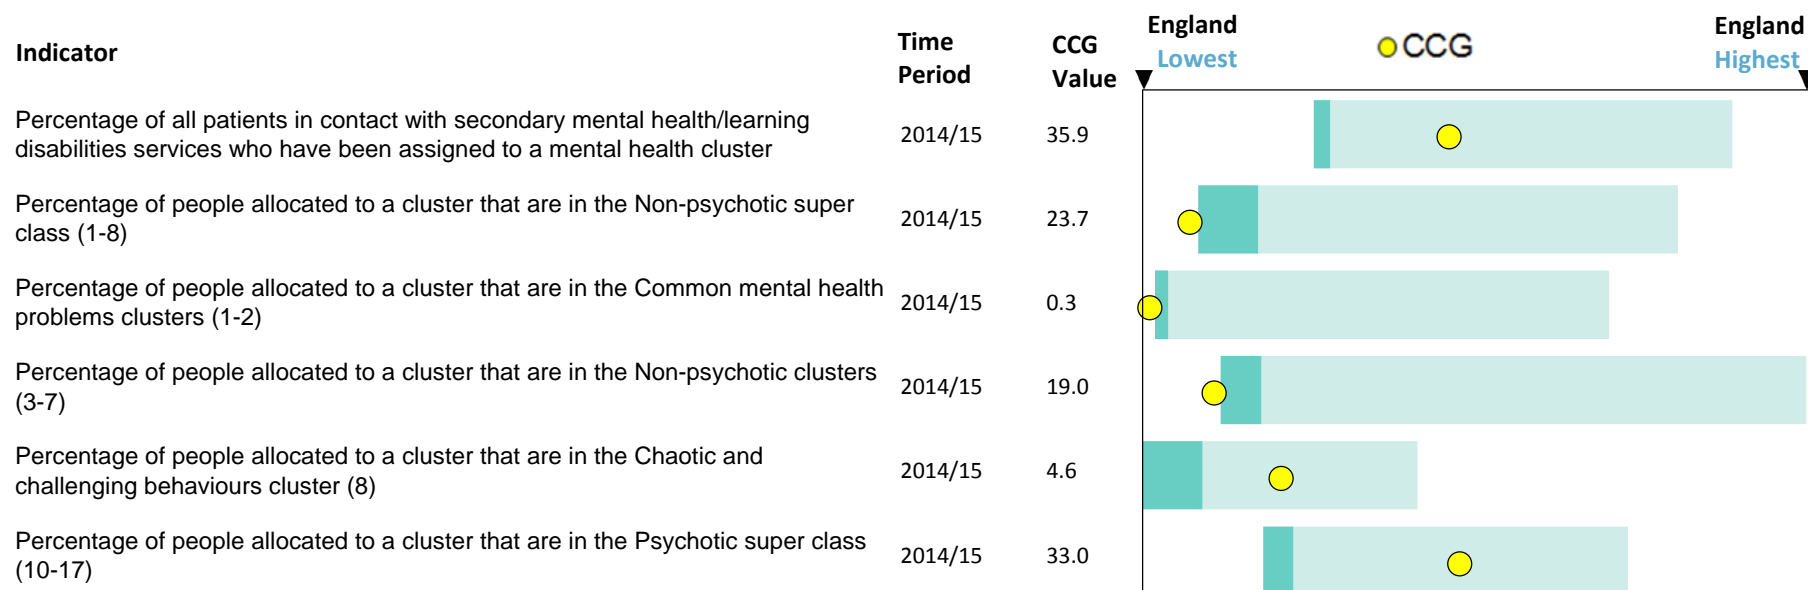 Indicator
Time
Period
CCG
Value
England
Lowest
CCG
England
Highest
Percentage of all patients in contact with secondary mental health/learning
disabilities services who have been assigned to a mental health cluster
2014/15
35.9
Percentage of people allocated to a cluster that are in the Non-psychotic super
class (1-8)
2014/15
23.7
Percentage of people allocated to a cluster that are in the Common mental health
problems clusters (1-2)
2014/15
0.3
Percentage of people allocated to a cluster that are in the Non-psychotic clusters
(3-7)
2014/15
19.0
Percentage of people allocated to a cluster that are in the Chaotic and
challenging behaviours cluster (8)
2014/15
4.6
Percentage of people allocated to a cluster that are in the Psychotic super class
(10-17)
2014/15
33.0